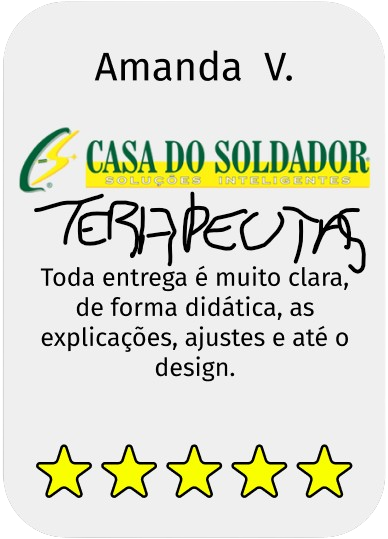 Amanda V.
CASA DO SOLDADOR
SOLUÇÕES INTELIGENTES
TERAPEUTAS
Toda entrega é muito clara,
de forma didática, as
explicações, ajustes e até o
design.